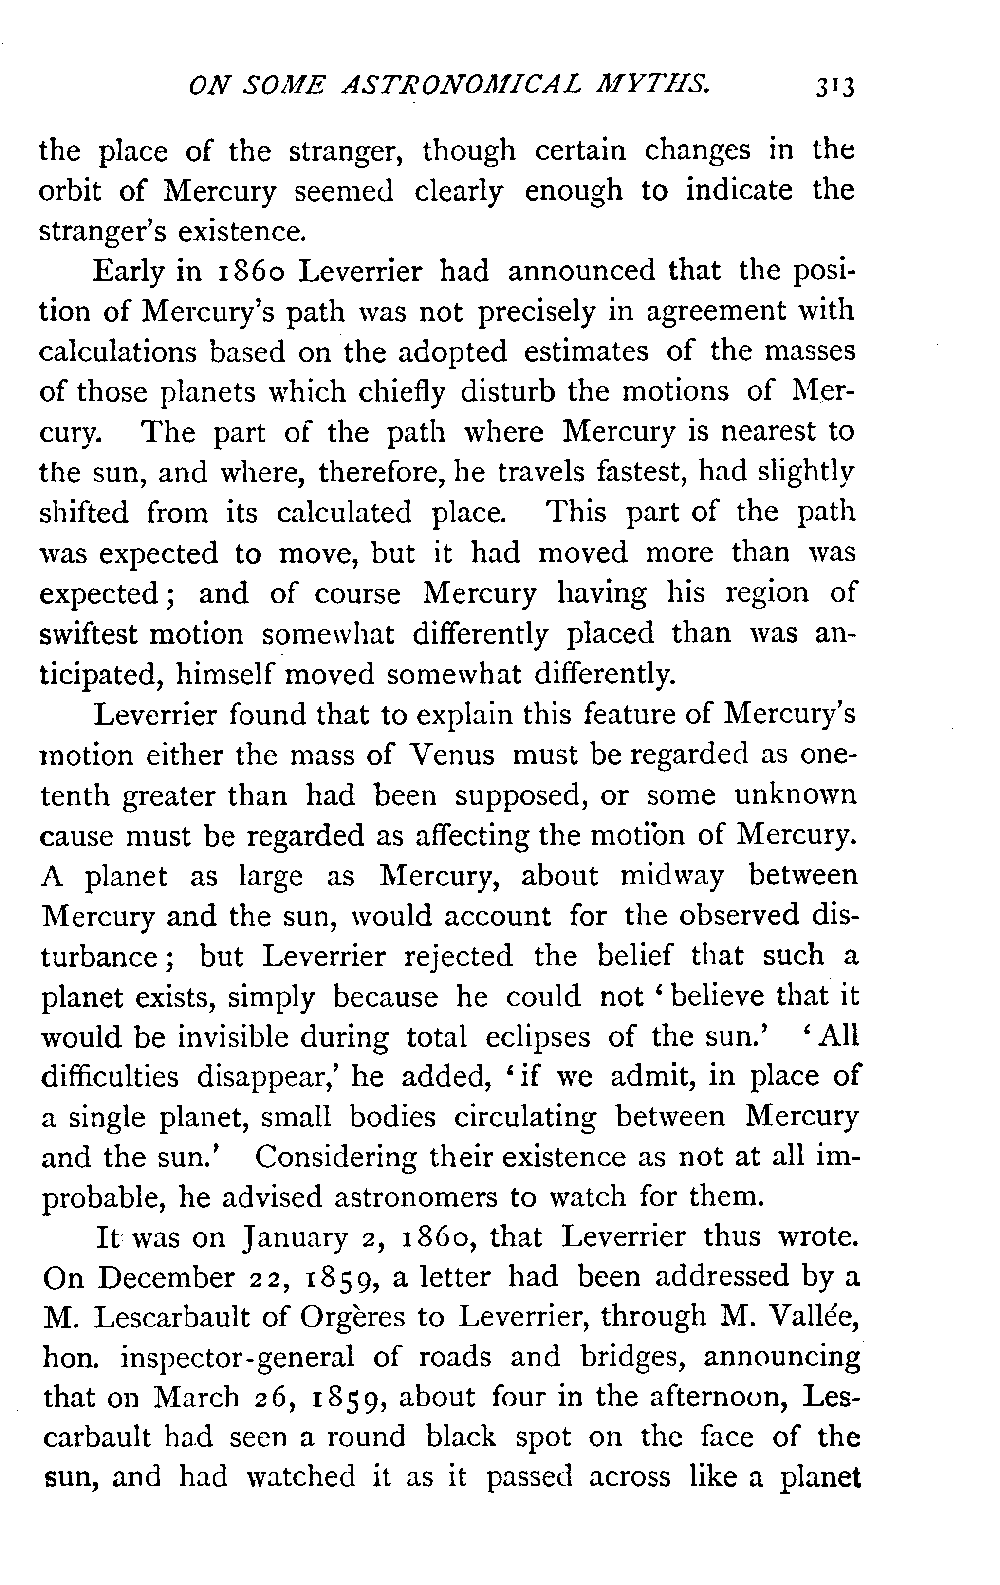 ON SOME ASTRONOMICAL MYTHS. 313
the place of the stranger, though certain changes in the
orbit of Mercury seemed clearly enough to indicate the
stranger's existence.
Early in 1860 Leverrier had announced that the posi-
tion of Mercury's path was not precisely in agreement with
calculations based on the adopted estimates of the masses
of those planets which chiefly disturb the motions of Mer-
cury. The part of the path where Mercury is nearest to
the sun, and where, therefore, he travels fastest, had slightly
shifted from its calculated place. This part of the path
was expected to move, but it had moved more than was
expected; and of course Mercury having his region of
swiftest motion somewhat differently placed than was an-
ticipated, himself moved somewhat differently.
Leverrier found that to explain this feature of Mercury's
motion either the mass of Venus must be regarded as one-
tenth greater than had been supposed, or some unknown
cause must be regarded as affecting the motion of Mercury.
A planet as large as Mercury, about midway between
Mercury and the sun, would account for the observed dis-
turbance; but Leverrier rejected the belief that such a
planet exists, simply because he could not ‘believe that it
would be invisible during total eclipses of the sun.’ ‘All
difficulties disappear,’ he added, ‘if we admit, in place of
a single planet, small bodies circulating between Mercury
and the sun.’ Considering their existence as not at all im-
probable, he advised astronomers to watch for them.
It was on January 2, 1860, that Leverrier thus wrote.
On December 22, 1859, a letter had been addressed by a
M. Lescarbault of Orgères to Leverrier, through M. Vallée,
hon. inspector-general of roads and bridges, announcing
that on March 26, 1859, about four in the afternoon, Les-
carbault had seen a round black spot on the face of the
sun, and had watched it as it passed across like a planet